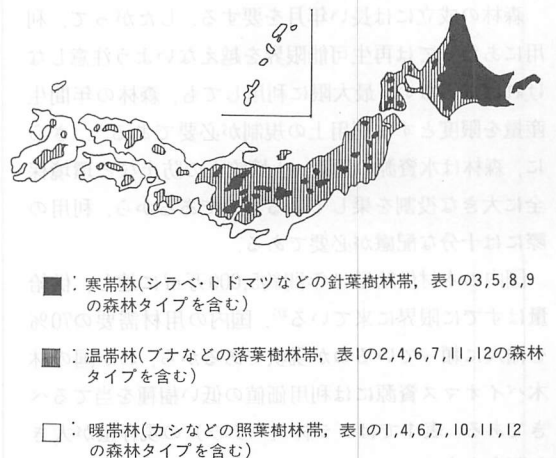 : 寒帯林(シラベ・トドマツなどの針葉樹林帯, 表1の3,5,8,9
の森林タイプを含む)
: 温帯林(ブナなどの落葉樹林帯, 表1の2,4,6,7,11,12の森林
タイプを含む)
: 暖帯林(カシなどの照葉樹林帯, 表1の1,4,6,7,10,11,12
の森林タイプを含む)